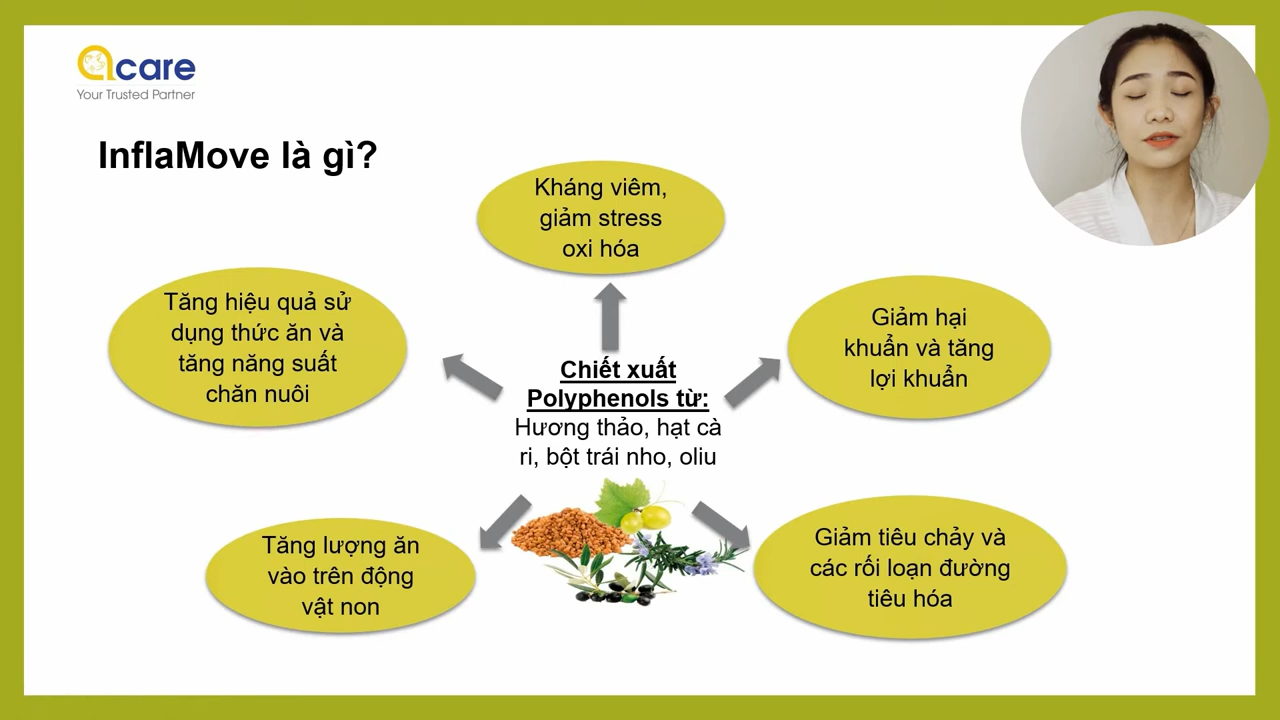 acare
Your Trusted Partner
InflaMove là gì?
Kháng viêm,
giảm stress
oxi hóa
Tăng hiệu quả sử
dụng thức ăn và
tăng năng suất
chăn nuôi
Giảm hại
khuẩn và tăng
lợi khuẩn
Chiết xuất
Polyphenols từ:
Hương thảo, hạt cà
ri, bột trái nho, oliu
Tăng lượng ăn
vào trên động
vật non
Giảm tiêu chảy và
các rối loạn đường
tiêu hóa